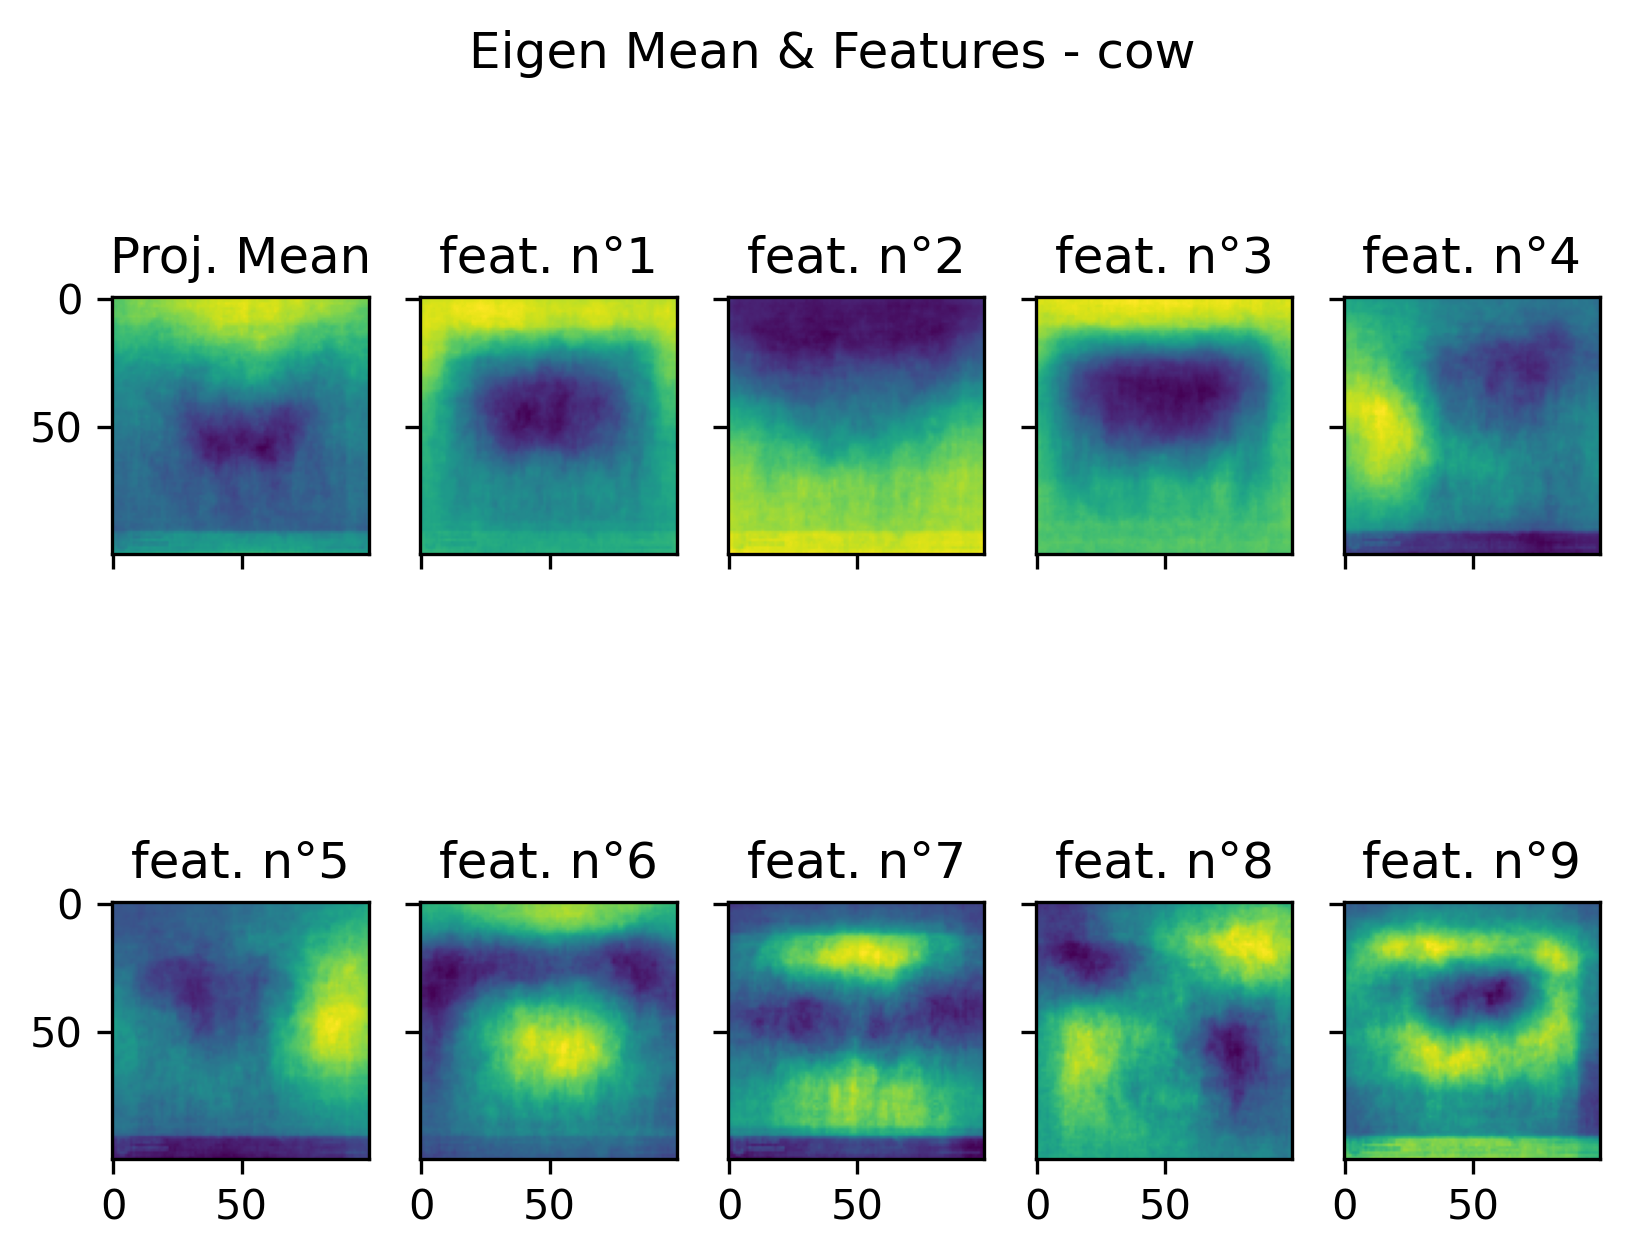 Eigen Mean & Features - cow
Proj. Mean feat. n°1 feat. n°2 feat. n°3 feat. n°4
0
50
feat. n°5 feat. n°6 feat. n°7 feat. n°8 feat. n°9
0
50
0 50 0 50 0 50 0 50 0 50